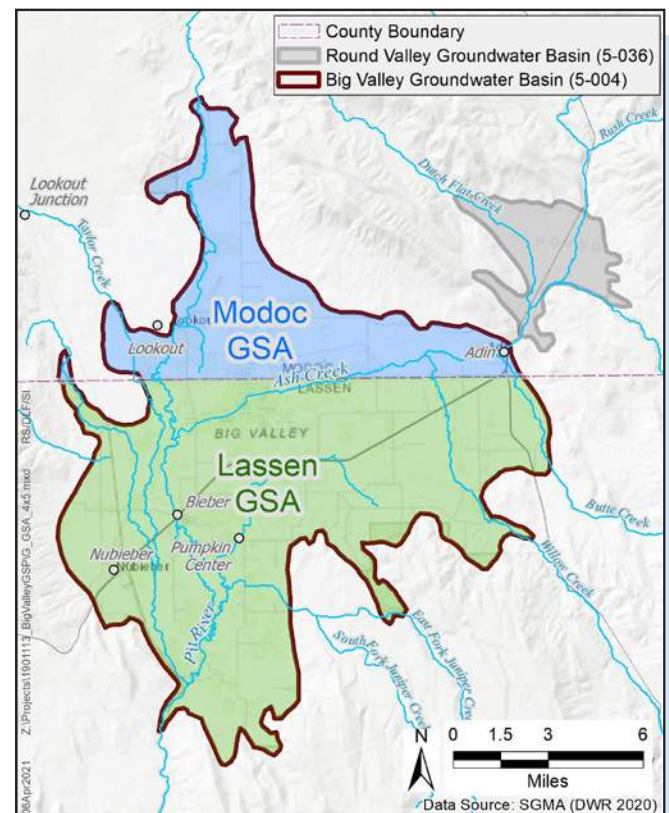 County Boundary
Round Valley Groundwater Basin (5-036)
Big Valley Groundwater Basin (5-004)
Rush Creek
Dutch Flat Creek
Lookout
Junction
Taylor Creek
Modoc
GSA
Lookout
Adin
MODOC
LASSEN
Ash Creek
BIG VALLEY
Lassen
GSA
Bieber
Pumpkin
Center
Nubieber
Nubieber
Butte Creek
Willow Creek
Pit River
East Fork Juniper Creek
South Fork Juniper Creek
N
0 1.5 3 6
Miles
Data Source: SGMA (DWR 2020)
08Apr2021 Z:\Projects\1901113_BigValleyGSP\G_GSA_4x5.mxd RS/DLF/SI